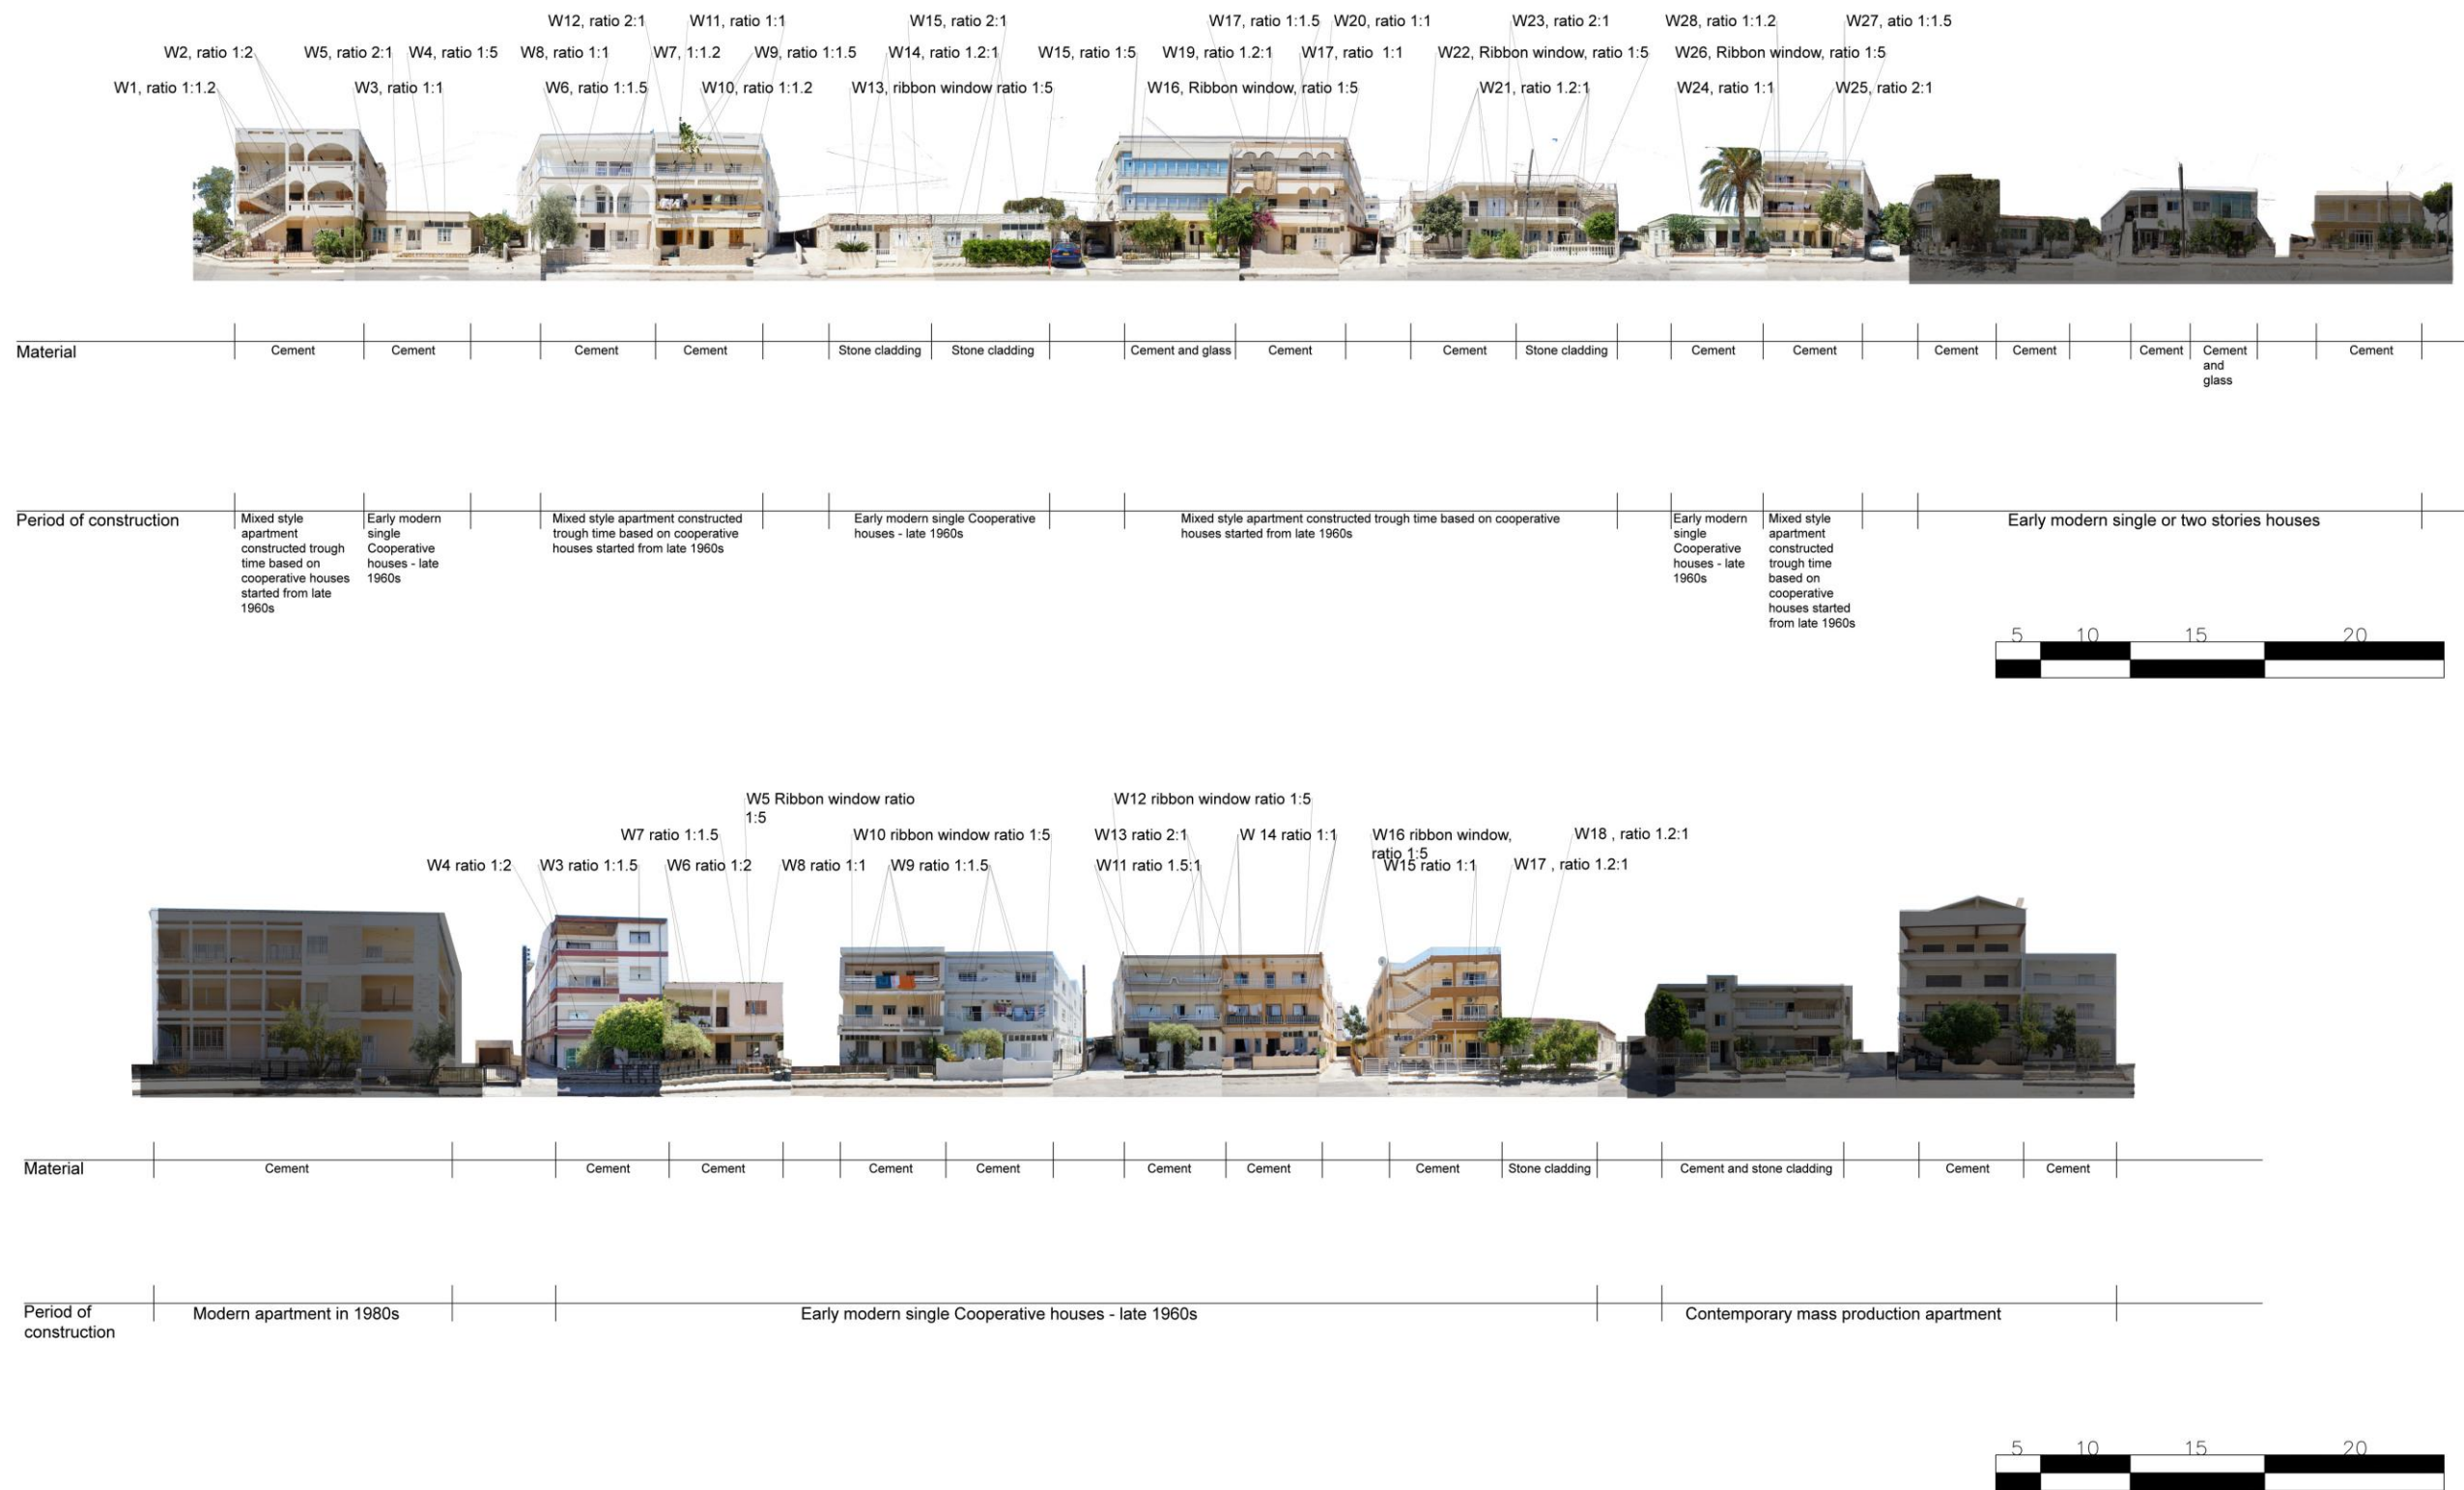 W12, ratio 2:1
W11, ratio 1:1
W15, ratio 2:1
W17, ratio 1:1.5
W20, ratio 1:1
W23, ratio 2:1
W28, ratio 1:1.2
W27, atio 1:1.5
W2, ratio 1:2
W5, ratio 2:1
W4, ratio 1:5
W8, ratio 1:1
W7, 1:1.2
W9, ratio 1:1.5
W14, ratio 1.2:1
W15, ratio 1:5
W19, ratio 1.2:1
W17, ratio 1:1
W22, Ribbon window, ratio 1:5
W26, Ribbon window, ratio 1:5
W1, ratio 1:1.2
W3, ratio 1:1
W6, ratio 1:1.5
W10, ratio 1:1.2
W13, ribbon window ratio 1:5
W16, Ribbon window, ratio 1:5
W21, ratio 1.2:1
W24, ratio 1:1
W25, ratio 2:1
Material
Cement
Cement
Cement
Cement
Stone cladding
Stone cladding
Cement and glass
Cement
Cement
Stone cladding
Cement
Cement
Cement
Cement
Cement
Cement
and
glass
Cement
Period of construction
Mixed style
apartment
constructed trough
time based on
cooperative houses
started from late
1960s
Early modern
single
Cooperative
houses - late
1960s
Mixed style apartment constructed
trough time based on cooperative
houses started from late 1960s
Early modern single Cooperative
houses - late 1960s
Mixed style apartment constructed trough time based on cooperative
houses started from late 1960s
Early modern
single
Cooperative
houses - late
1960s
Mixed style
apartment
constructed
trough time
based on
cooperative
houses started
from late 1960s
Early modern single or two stories houses
5 10 15 20
W5 Ribbon window ratio
1:5
W12 ribbon window ratio 1:5
W7 ratio 1:1.5
W10 ribbon window ratio 1:5
W13 ratio 2:1
W 14 ratio 1:1
W16 ribbon window,
ratio 1:5
W18 , ratio 1.2:1
W4 ratio 1:2
W3 ratio 1:1.5
W6 ratio 1:2
W8 ratio 1:1
W9 ratio 1:1.5
W11 ratio 1.5:1
W15 ratio 1:1
W17 , ratio 1.2:1
Material
Cement
Cement
Cement
Cement
Cement
Cement
Cement
Cement
Stone cladding
Cement and stone cladding
Cement
Cement
Period of
construction
Modern apartment in 1980s
Early modern single Cooperative houses - late 1960s
Contemporary mass production apartment
5 10 15 20